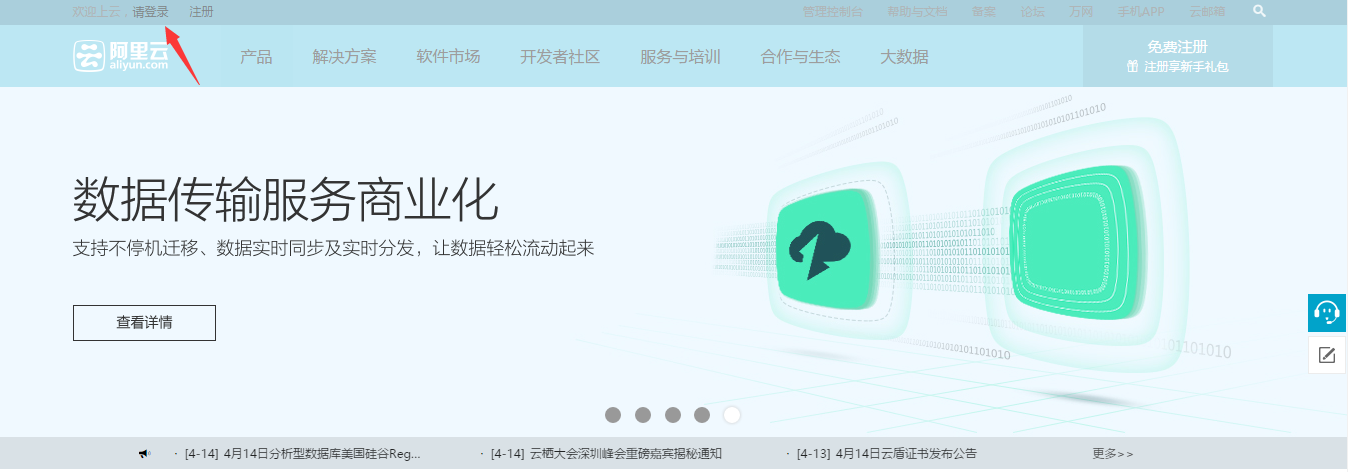 欢迎上云，请登录 注册 管理控制台 帮助与文档 备案 论坛 万网 手机APP 云邮箱
阿里云
aliyun.com
产品 解决方案 软件市场 开发者社区 服务与培训 合作与生态 大数据
免费注册
注册享新手礼包
数据传输服务商业化
支持不停机迁移、数据实时同步及实时分发，让数据轻松流动起来
查看详情
· [4-14] 4月14日分析型数据库美国硅谷Reg... · [4-14] 云栖大会深圳峰会重磅嘉宾揭秘通知 · [4-13] 4月14日云盾证书发布公告 更多>>